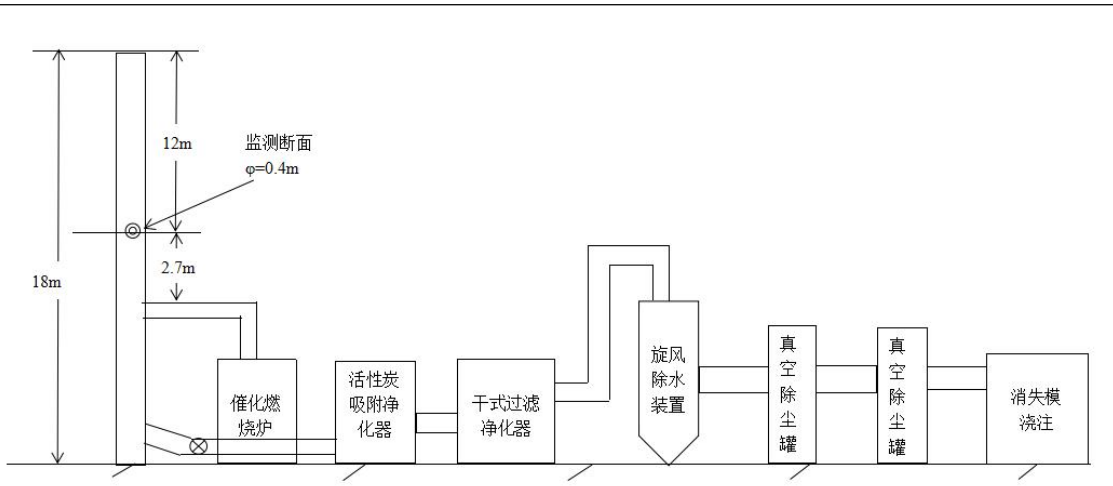 12m
监测断面
φ=0.4m
18m
2.7m
催化燃
烧炉
活性炭
吸附净
化器
干式过滤
净化器
旋风
除水
装置
真
空
除
尘
罐
真
空
除
尘
罐
消失模
浇注